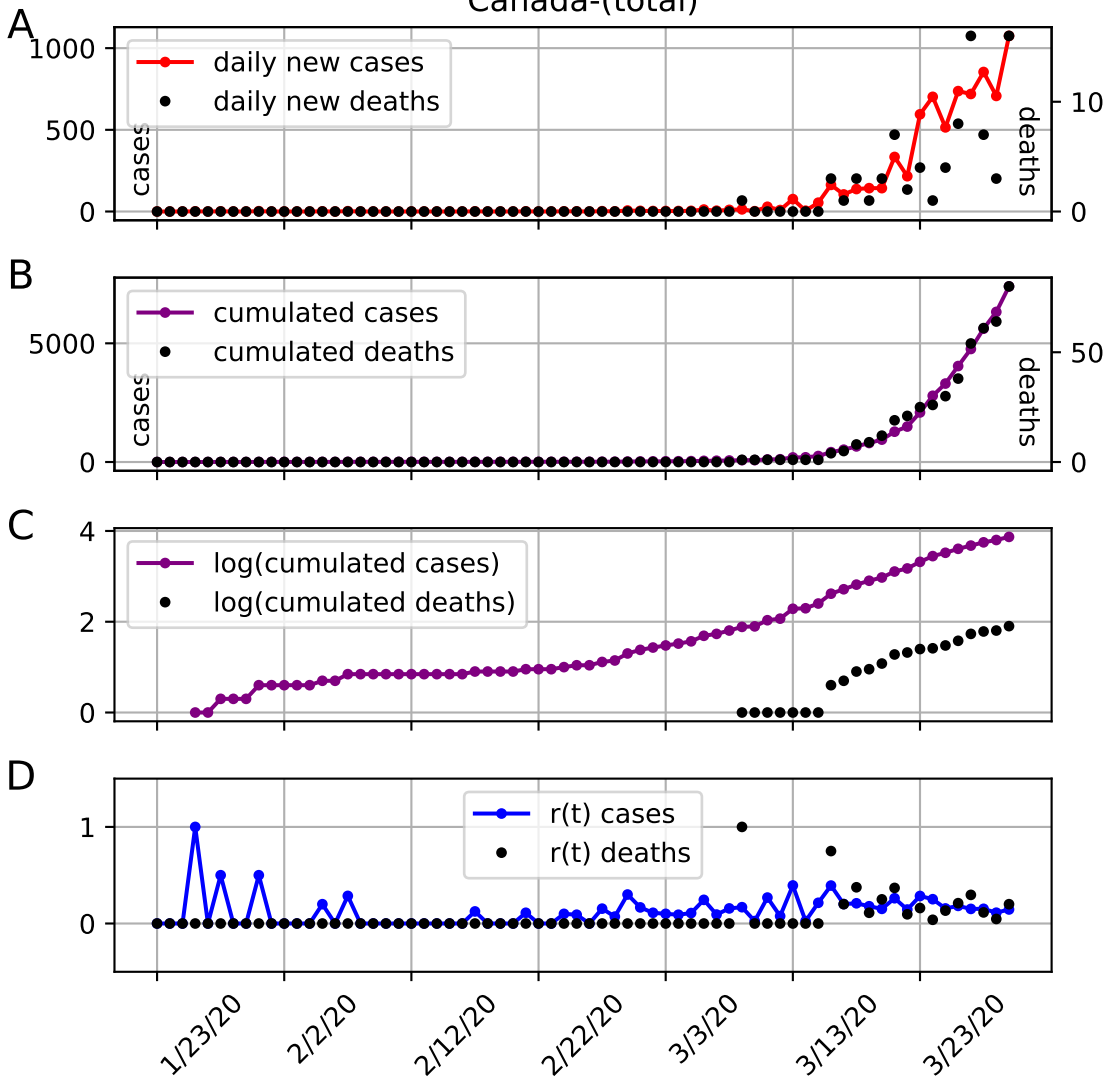 Canada-(total)
A
1000
500
0
cases
daily new cases
daily new deaths
10
0
deaths
B
5000
0
cases
cumulated cases
cumulated deaths
50
0
deaths
C
4
2
0
log(cumulated cases)
log(cumulated deaths)
D
1
0
r(t) cases
r(t) deaths
1/23/20
2/2/20
2/12/20
2/22/20
3/3/20
3/13/20
3/23/20